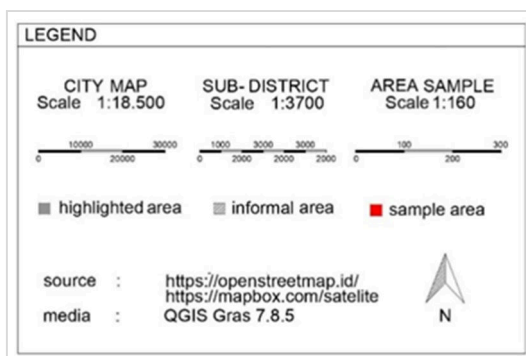 LEGEND
CITY MAP
Scale 1:18.500
SUB- DISTRICT
Scale 1:3700
AREA SAMPLE
Scale 1:160
10000 30000
0 20000
1000 3000 3000 3000
0 2000 2000 2000 2000
100 300
0 200
highlighted area
informal area
sample area
source : https://openstreetmap.id/
https://mapbox.com/satelite
media : QGIS Gras 7.8.5
N